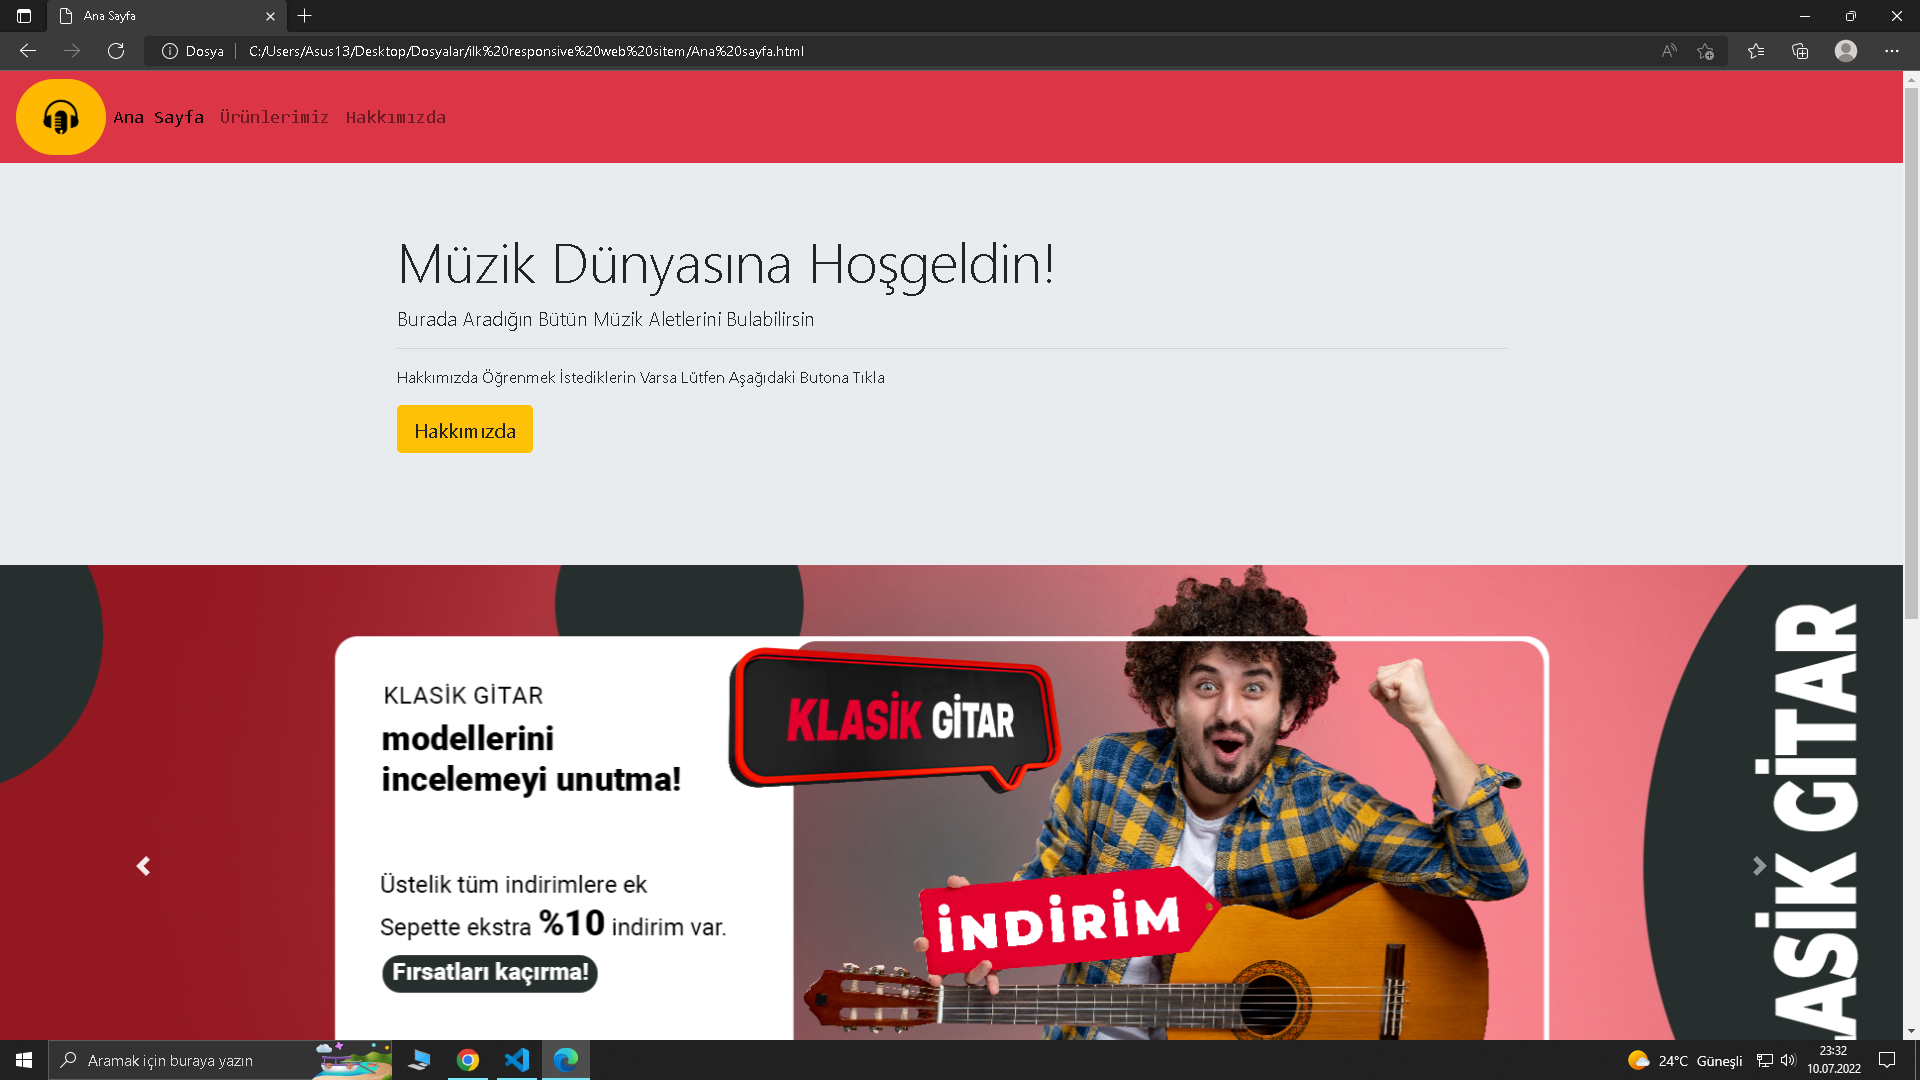 Ana Sayfa
Dosya
C:/Users/Asus13/Desktop/Dosyalar/ilk%20responsive%20web%20sitem/Ana%20sayfa.html
Ana Sayfa Ürünlerimiz Hakkımızda
Müzik Dünyasına Hoşgeldin!
Burada Aradığın Bütün Müzik Aletlerini Bulabilirsin
Hakkımızda Öğrenmek İstediklerin Varsa Lütfen Aşağıdaki Butona Tıkla
Hakkımızda
KLASİK GİTAR
modellerini
incelemeyi unutma!
KLASİK GİTAR
Üstelik tüm indirimlere ek
Sepette ekstra %10 indirim var.
Fırsatları kaçırma!
İNDİRİM
ASİK GİTAR
Aramak için buraya yazın
24°C Güneşli
23:32
10.07.2022